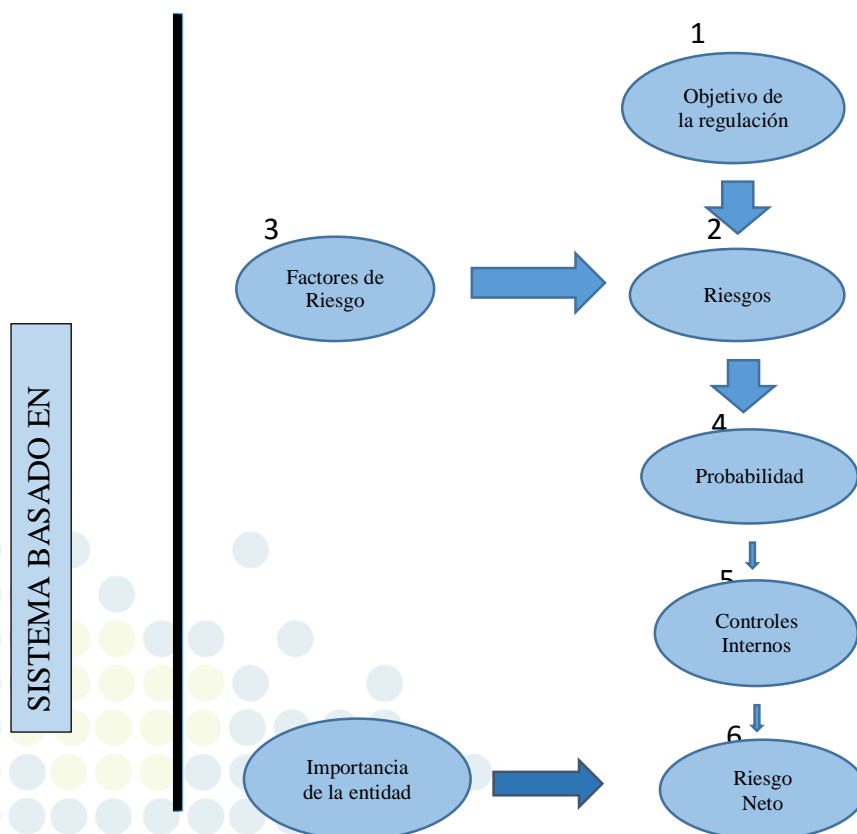 1
Objetivo de
la regulación
2
3
Factores de
Riesgo
Riesgos
4
Probabilidad
5
Controles
Internos
6
Importancia
de la entidad
Riesgo
Neto
SISTEMA BASADO EN